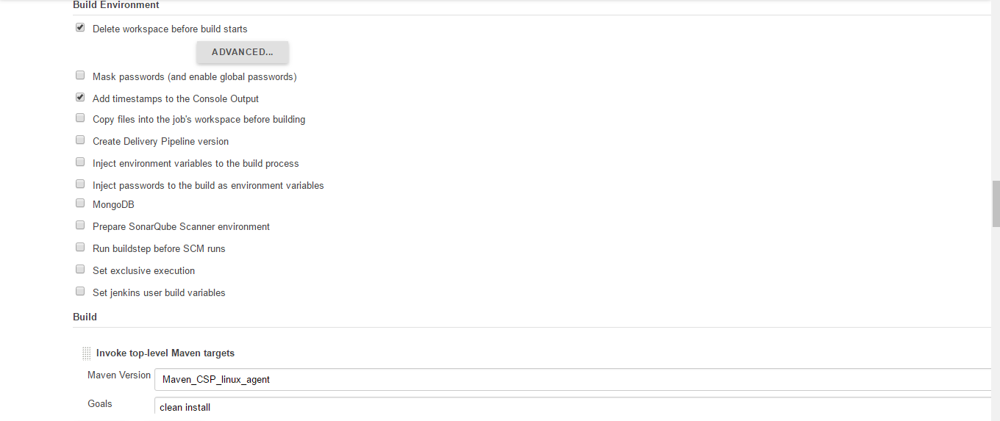 Build Environment
Delete workspace before build starts
ADVANCED...
Mask passwords (and enable global passwords)
Add timestamps to the Console Output
Copy files into the job's workspace before building
Create Delivery Pipeline version
Inject environment variables to the build process
Inject passwords to the build as environment variables
MongoDB
Prepare SonarQube Scanner environment
Run buildstep before SCM runs
Set exclusive execution
Set jenkins user build variables
Build
Invoke top-level Maven targets
Maven Version Maven_CSP_linux_agent
Goals clean install